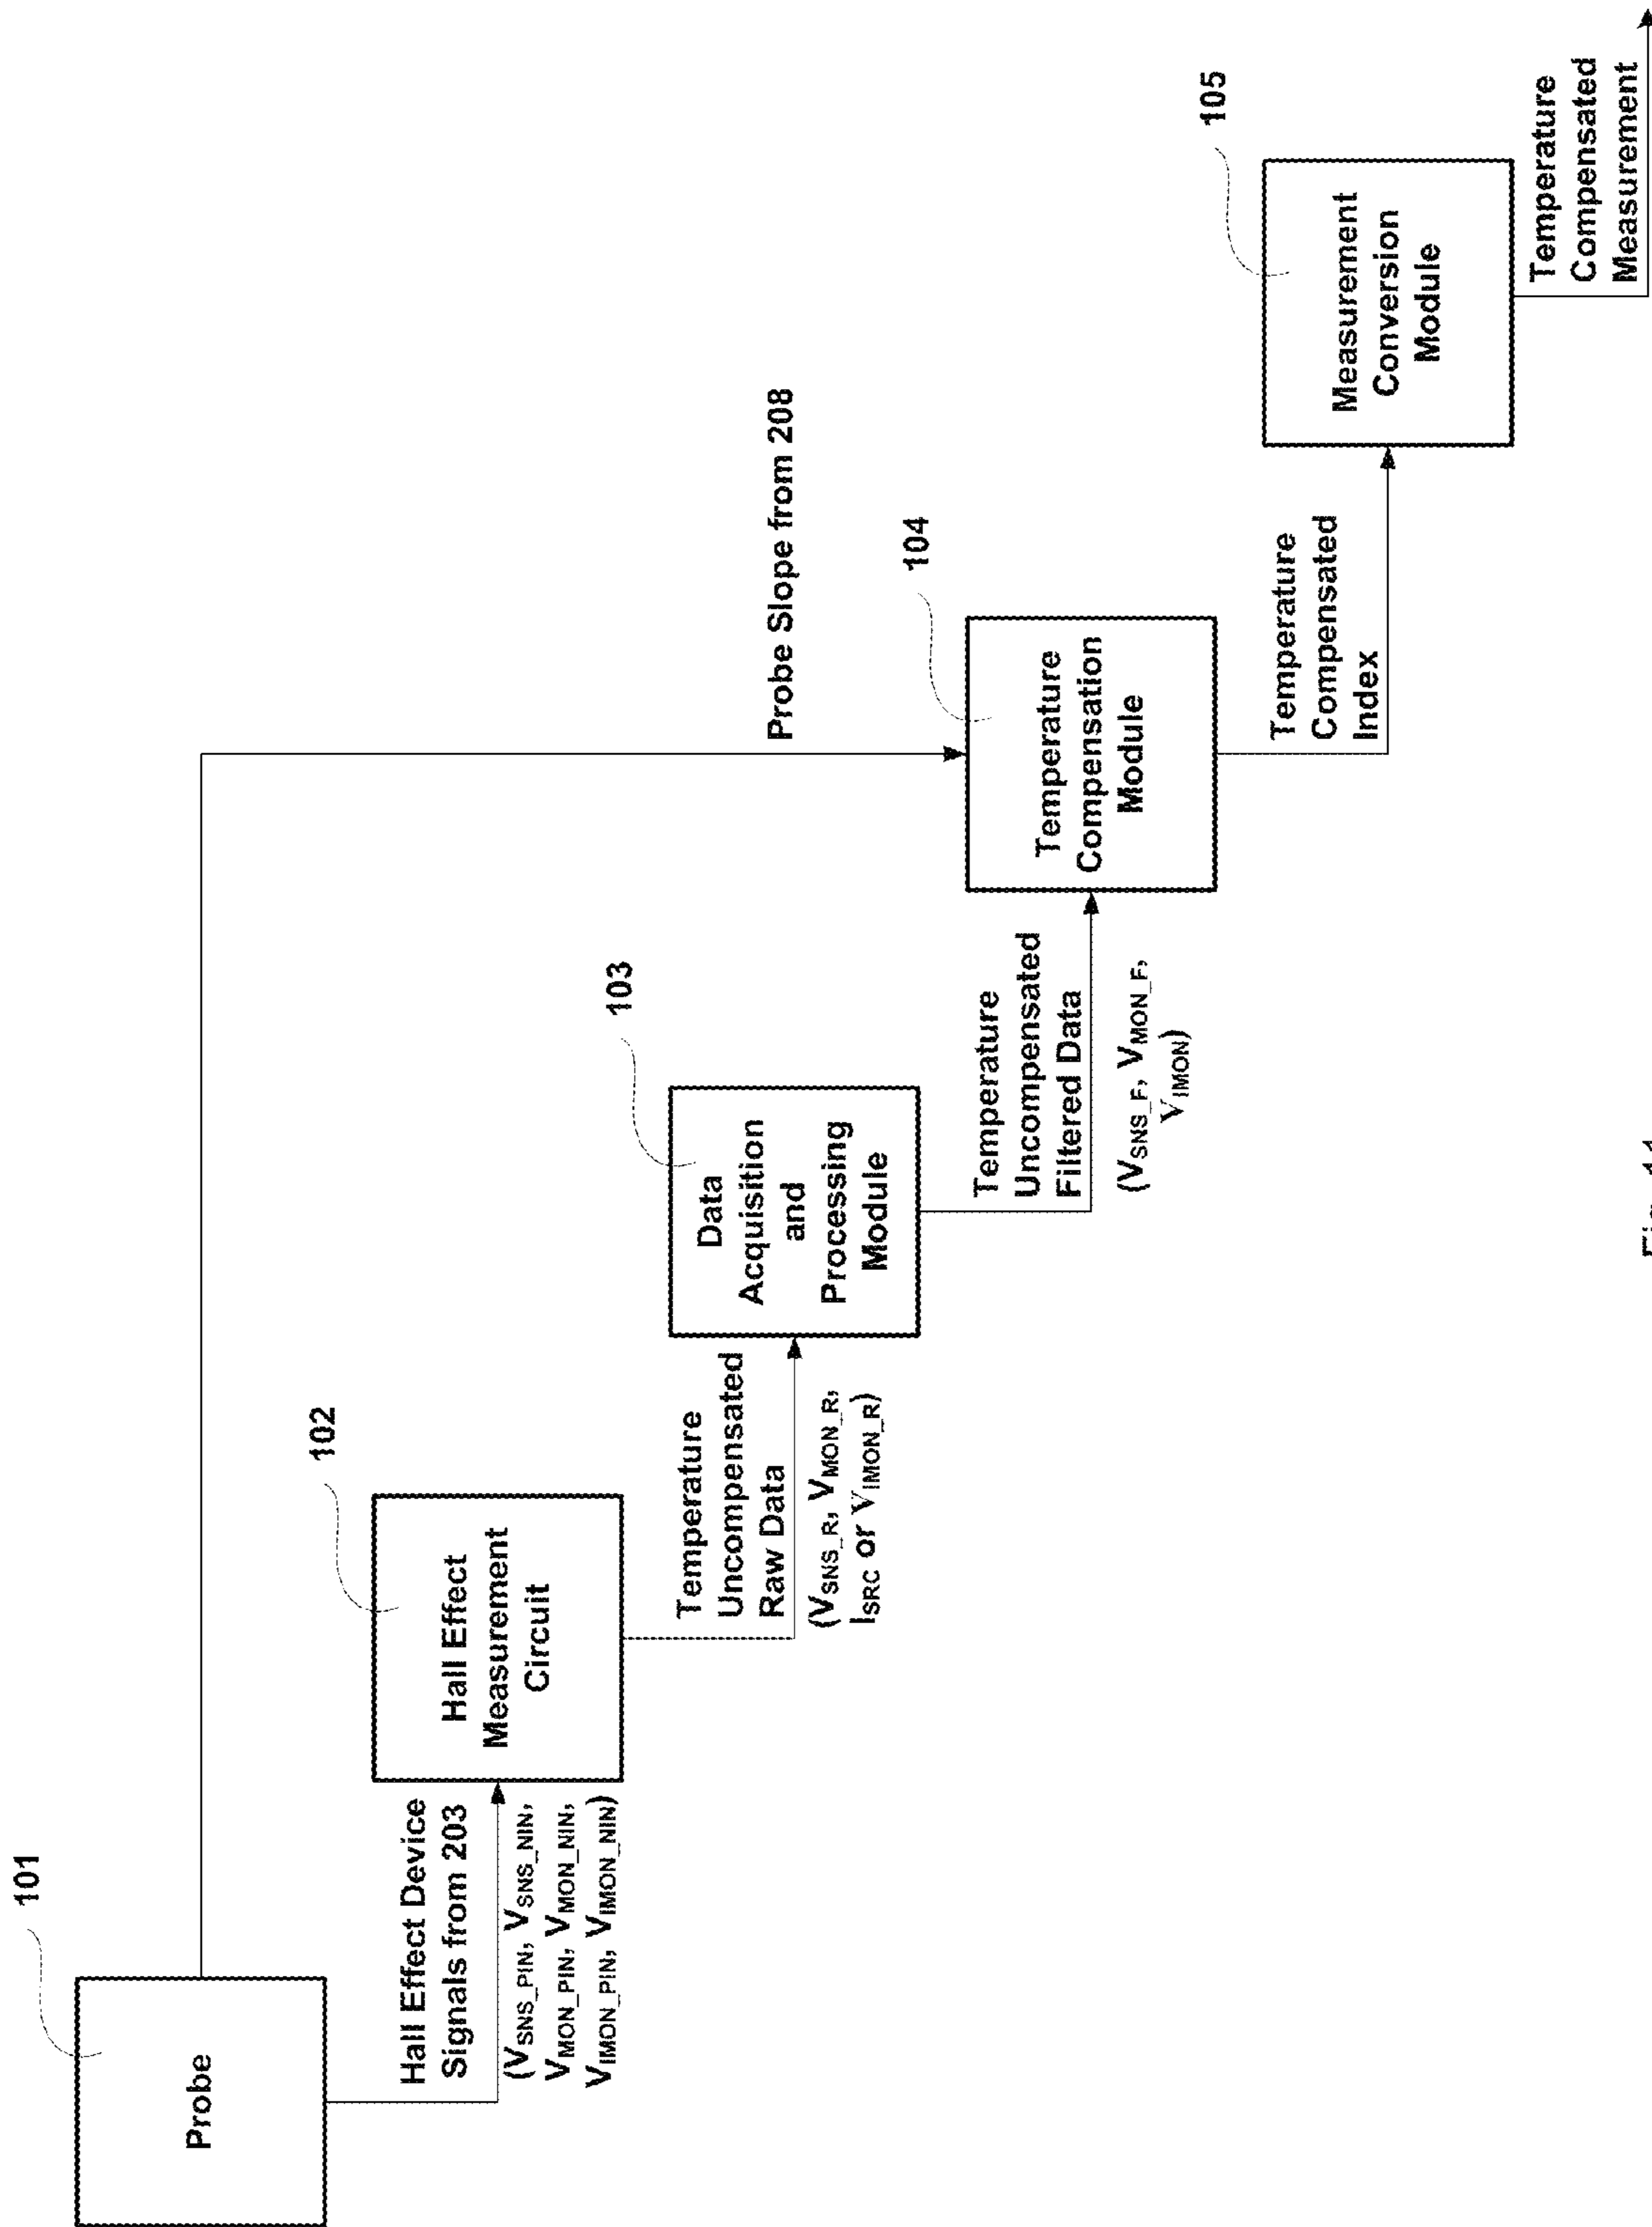 101
Probe
Hall Effect Device
Signals from 203
(VSNS_PIN, VSNS_NIN,
VMON_PIN, VMON_NIN,
VIMON_PIN, VIMON_NIN)
102
Hall Effect
Measurement
Circuit
Temperature
Uncompensated
Raw Data
(VSNS_R, VMON_R,
ISRC or VIMON_R)
103
Data
Acquisition
and
Processing
Module
Temperature
Uncompensated
Filtered Data
(VSNS_F, VMON_F,
VIMON)
Probe Slope from 208
104
Temperature
Compensation
Module
Temperature
Compensated
Index
105
Measurement
Conversion
Module
Temperature
Compensated
Measurement